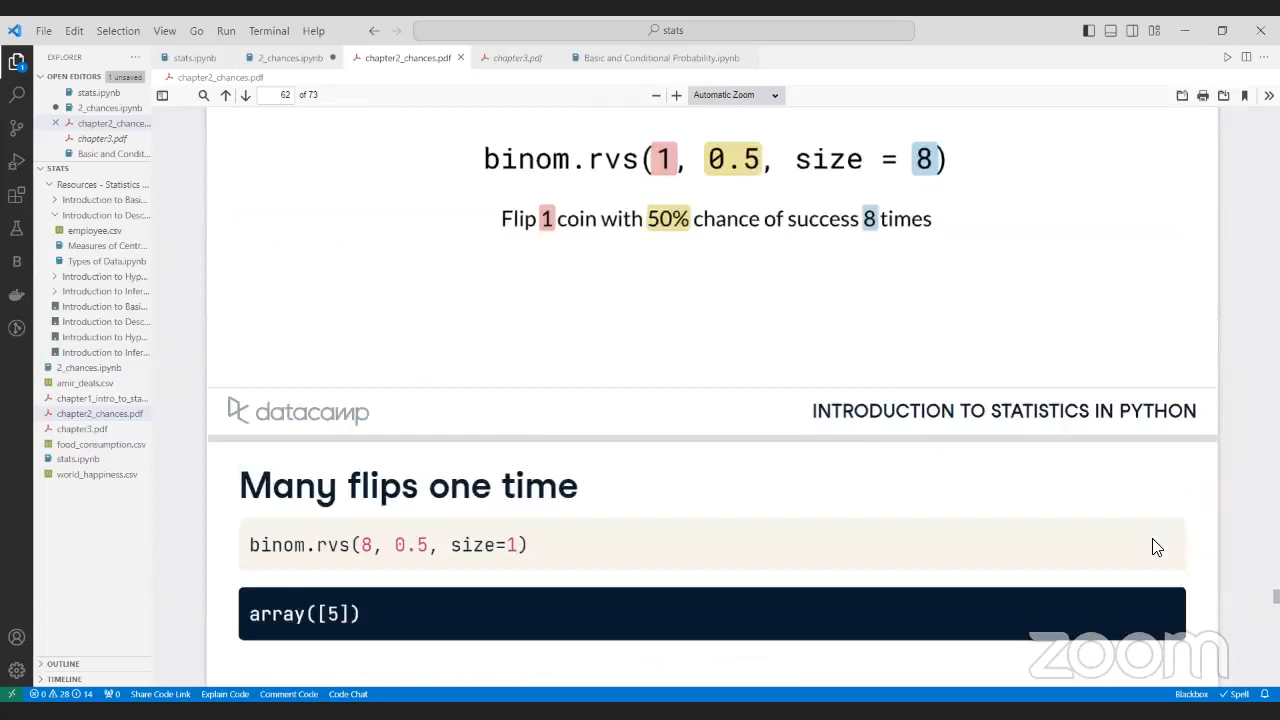 File Edit Selection View Go Run Terminal Help
stats
EXPLORER
stats.ipynb
2_chances.ipynb
chapter2_chances.pdf
chapter3.pdf
Basic and Conditional Probability.ipynb
OPEN EDITORS 1 unsaved
stats.ipynb
2_chances.ipynb
chapter2_chance...
chapter3.pdf
Basic and Condit...
STATS
Resources - Statistics ...
Introduction to Basi...
Introduction to Desc...
employee.csv
Measures of Centr...
Types of Data.ipynb
Introduction to Hyp...
Introduction to Infer...
Introduction to Basi...
Introduction to Desc...
Introduction to Hyp...
Introduction to Infer...
2_chances.ipynb
amir_deals.csv
chapter1_intro_to_sta...
chapter2_chances.pdf
chapter3.pdf
food_consumption.csv
stats.ipynb
world_happiness.csv
OUTLINE
TIMELINE
chapter2_chances.pdf
62 of 73
Automatic Zoom
binom.rvs(1, 0.5, size = 8)
Flip 1 coin with 50% chance of success 8 times
datacamp
INTRODUCTION TO STATISTICS IN PYTHON
Many flips one time
binom.rvs(8, 0.5, size=1)
array([5])
zoom
0 28 14 0 Share Code Link Explain Code Comment Code Code Chat
Blackbox Spell